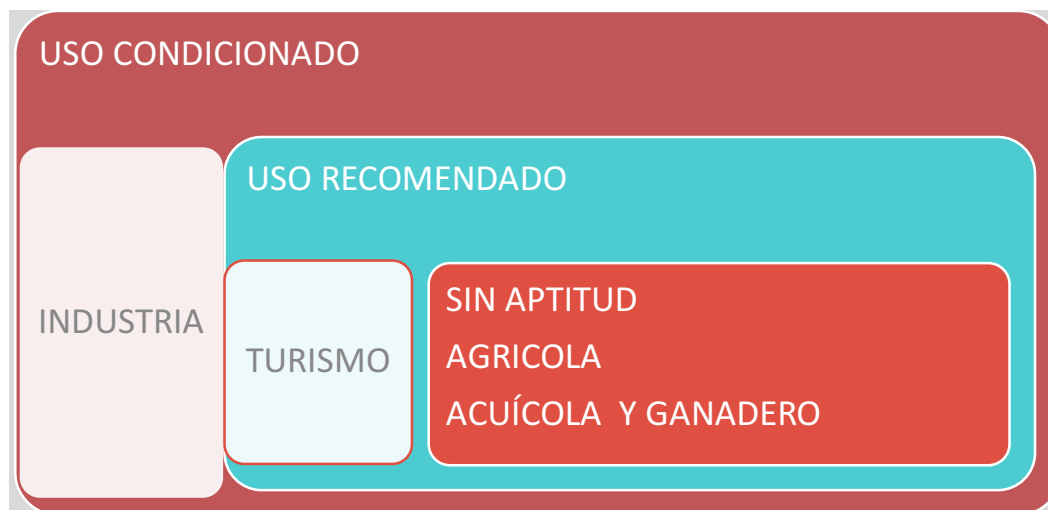 USO CONDICIONADO
INDUSTRIA
USO RECOMENDADO
TURISMO
SIN APTITUD
AGRICOLA
ACUÍCOLA Y GANADERO